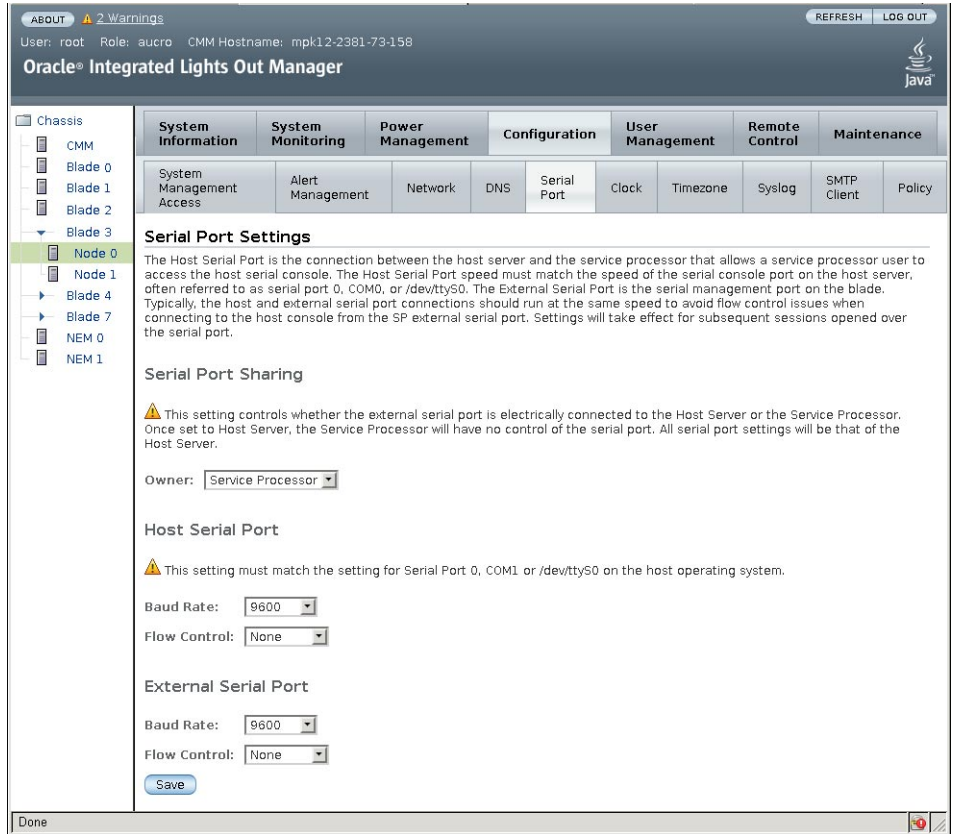 ABOUT 2 Warnings REFRESH LOG OUT
User: root Role: aucro CMM Hostname: mpk12-2381-73-158
Oracle® Integrated Lights Out Manager
Java™
Chassis
CMM
Blade 0
Blade 1
Blade 2
Blade 3
Node 0
Node 1
Blade 4
Blade 7
NEM 0
NEM 1
System Information System Monitoring Power Management Configuration User Management Remote Control Maintenance
System Management Access Alert Management Network DNS Serial Port Clock Timezone Syslog SMTP Client Policy
Serial Port Settings
The Host Serial Port is the connection between the host server and the service processor that allows a service processor user to
access the host serial console. The Host Serial Port speed must match the speed of the serial console port on the host server,
often referred to as serial port 0, COM0, or /dev/ttyS0. The External Serial Port is the serial management port on the blade.
Typically, the host and external serial port connections should run at the same speed to avoid flow control issues when
connecting to the host console from the SP external serial port. Settings will take effect for subsequent sessions opened over
the serial port.
Serial Port Sharing
This setting controls whether the external serial port is electrically connected to the Host Server or the Service Processor.
Once set to Host Server, the Service Processor will have no control of the serial port. All serial port settings will be that of the
Host Server.
Owner: Service Processor
Host Serial Port
This setting must match the setting for Serial Port 0, COM1 or /dev/ttyS0 on the host operating system.
Baud Rate: 9600
Flow Control: None
External Serial Port
Baud Rate: 9600
Flow Control: None
Save
Done